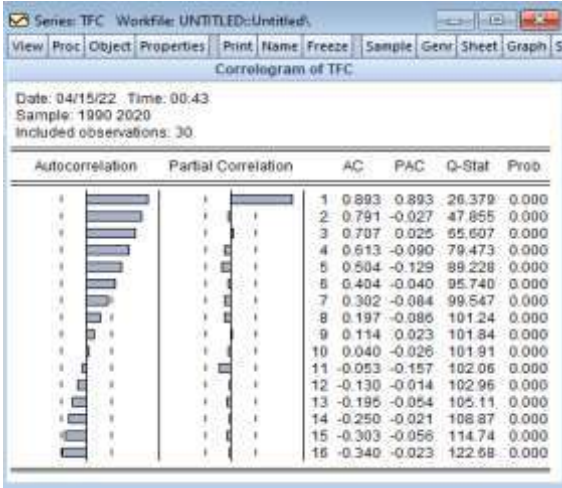 Series: TFC Workfile: UNTITLED::Untitled\
View Proc Object Properties Print Name Freeze Sample Genr Sheet Graph S
Correlogram of TFC
Date: 04/15/22 Time: 00:43
Sample: 1990 2020
Included observations: 30
Autocorrelation Partial Correlation AC PAC Q-Stat Prob
1 0.893 0.893 26.379 0.000
2 0.791 -0.027 47.855 0.000
3 0.707 0.025 65.607 0.000
4 0.613 -0.090 79.473 0.000
5 0.504 -0.129 89.228 0.000
6 0.404 -0.040 95.740 0.000
7 0.302 -0.084 99.547 0.000
8 0.197 -0.086 101.24 0.000
9 0.114 0.023 101.84 0.000
10 0.040 -0.026 101.91 0.000
11 -0.053 -0.157 102.06 0.000
12 -0.130 -0.014 102.96 0.000
13 -0.195 -0.054 105.11 0.000
14 -0.250 -0.021 108.87 0.000
15 -0.303 -0.056 114.74 0.000
16 -0.340 -0.023 122.68 0.000